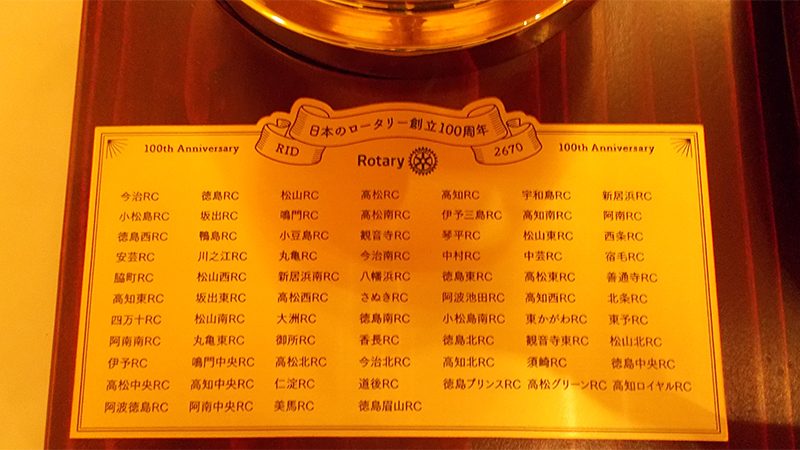 日本のロータリー創立100周年
100th Anniversary RID 2670 100th Anniversary
Rotary
今治RC 徳島RC 松山RC 高松RC 高知RC 宇和島RC 新居浜RC
小松島RC 坂出RC 鳴門RC 高松南RC 伊予三島RC 高知南RC 阿南RC
徳島西RC 鴨島RC 小豆島RC 観音寺RC 琴平RC 松山東RC 西条RC
安芸RC 川之江RC 丸亀RC 今治南RC 中村RC 中芸RC 宿毛RC
脇町RC 松山西RC 新居浜南RC 八幡浜RC 徳島東RC 高松東RC 善通寺RC
高知東RC 坂出東RC 高松西RC さぬきRC 阿波池田RC 高知西RC 北条RC
四万十RC 松山南RC 大洲RC 徳島南RC 小松島南RC 東かがわRC 東予RC
阿南南RC 丸亀東RC 御所RC 香長RC 徳島北RC 観音寺東RC 松山北RC
伊予RC 鳴門中央RC 高松北RC 今治北RC 高知北RC 須崎RC 徳島中央RC
高松中央RC 高知中央RC 仁淀RC 道後RC 徳島プリンスRC 高松グリーンRC 高知ロイヤルRC
阿波徳島RC 阿南中央RC 美馬RC 徳島眉山RC